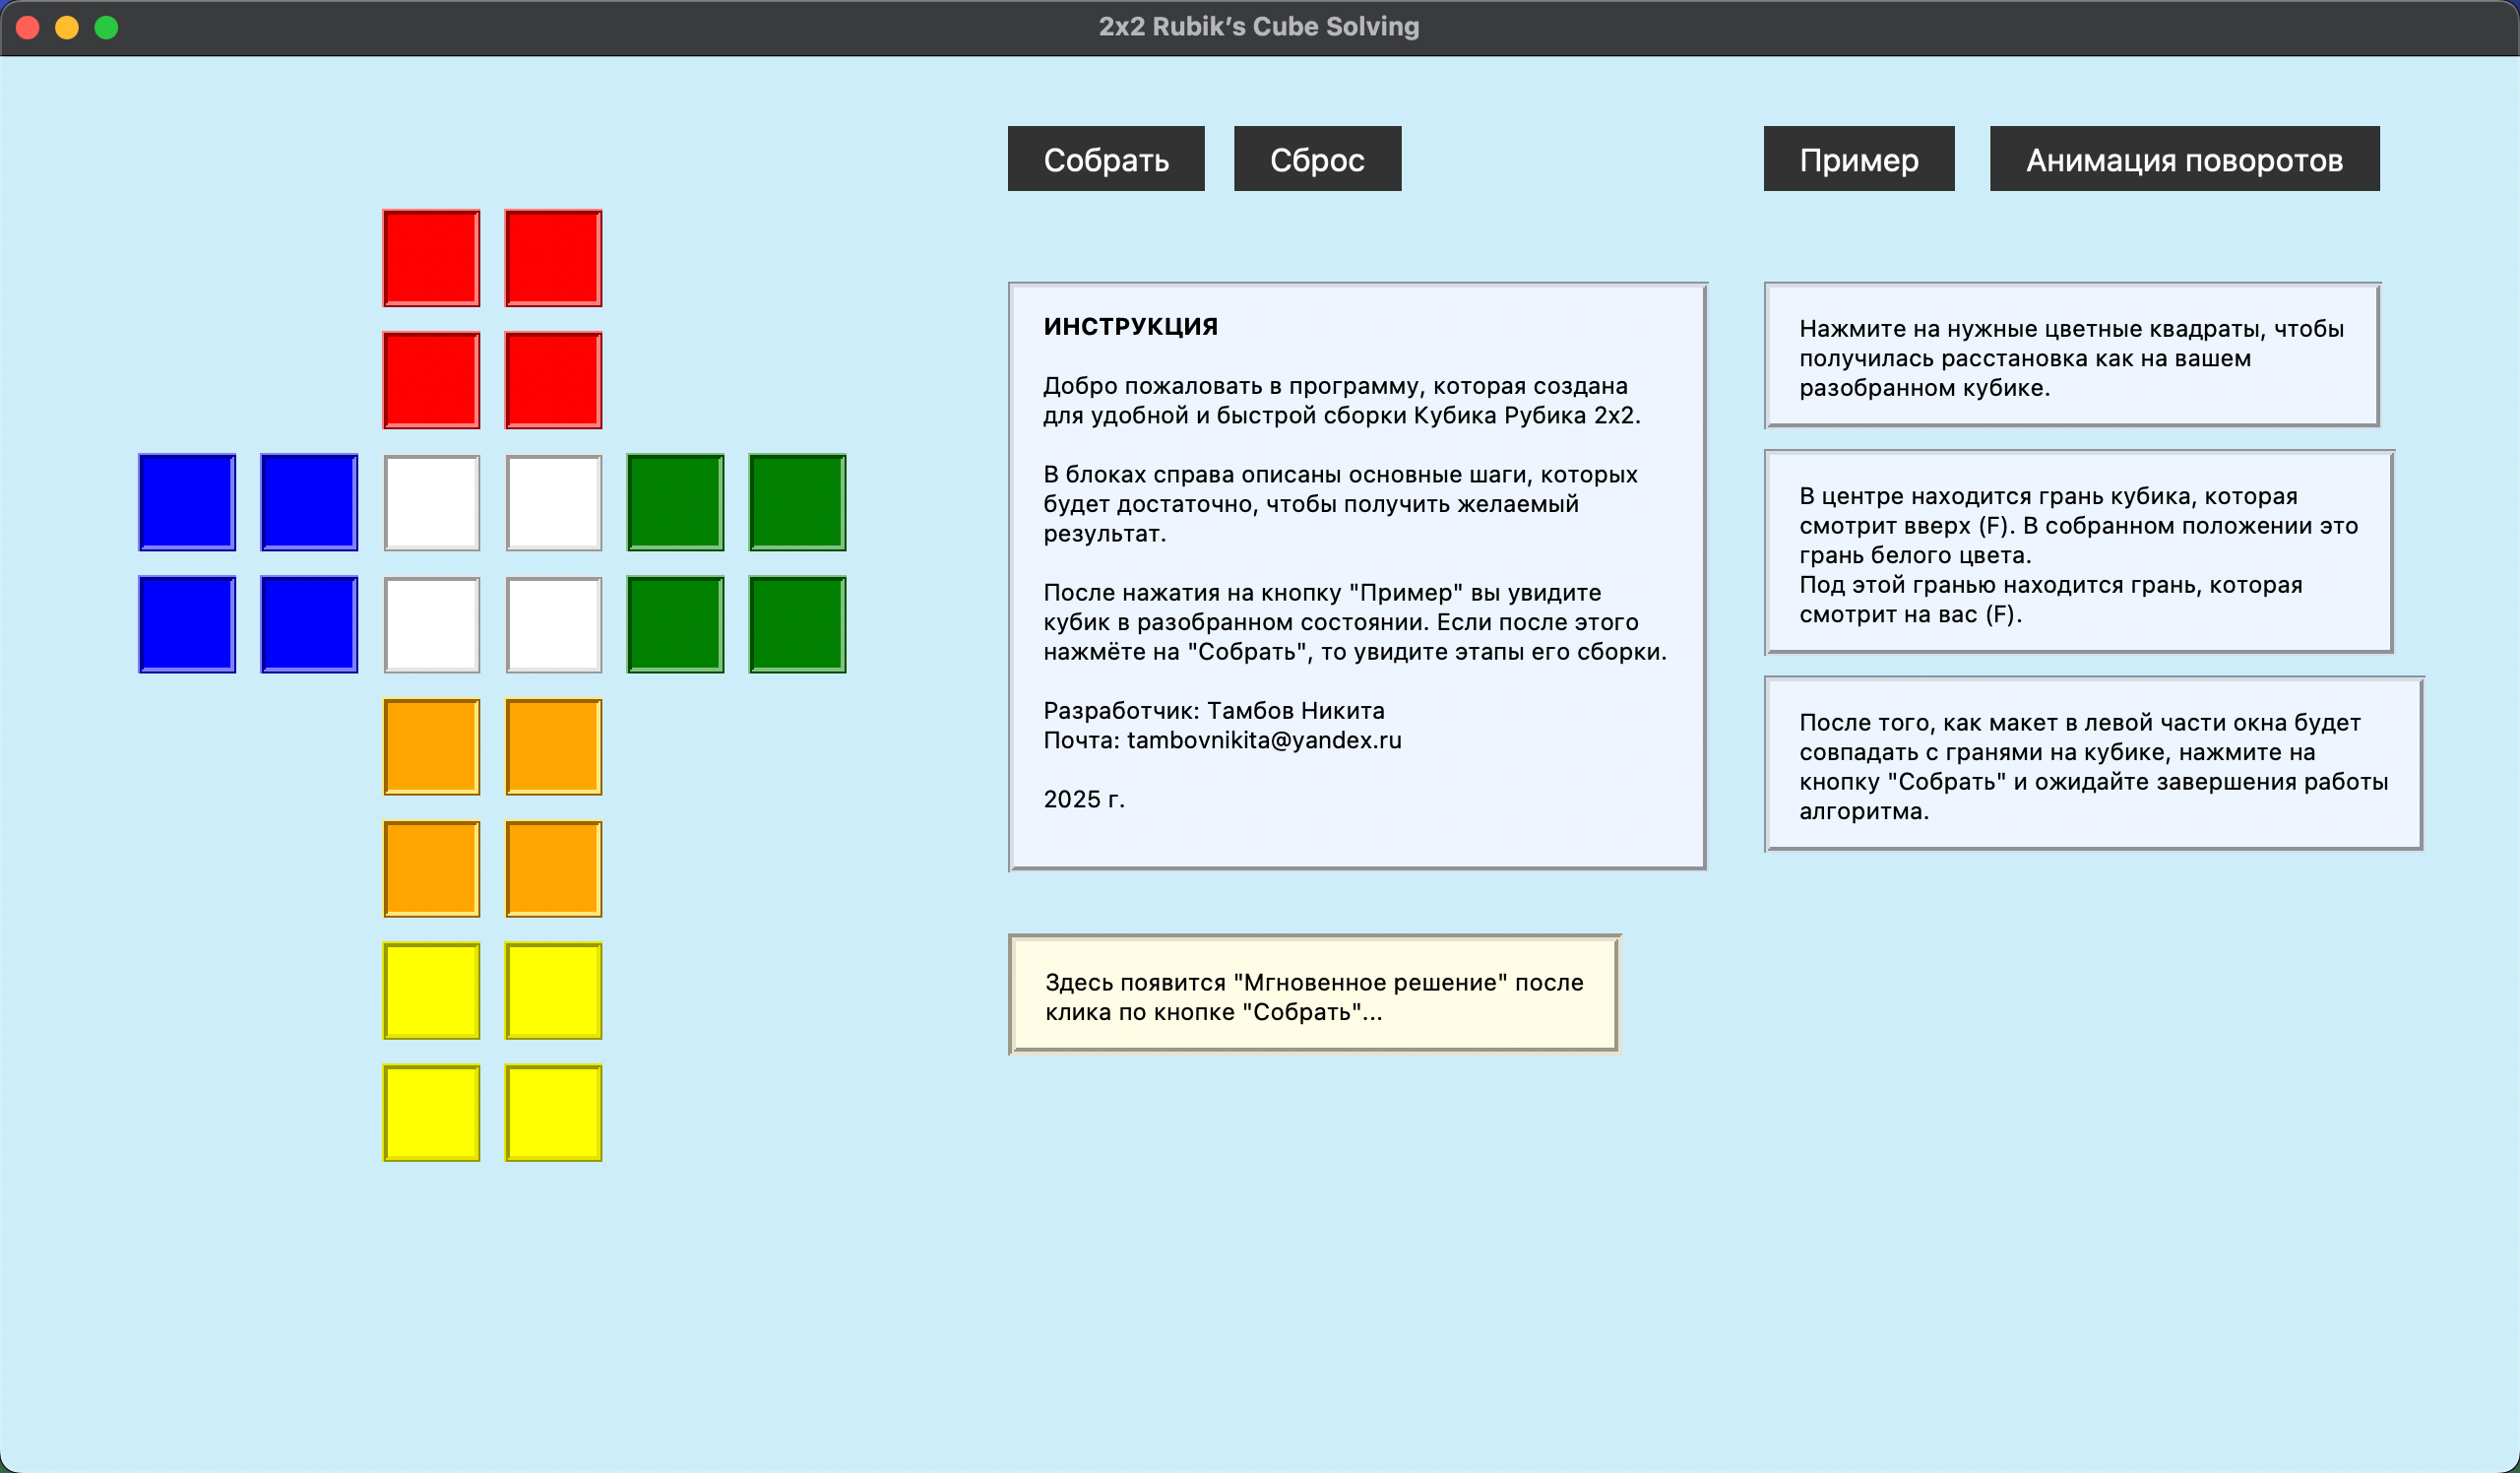 2x2 Rubik’s Cube Solving
Собрать
Сброс
Пример
Анимация поворотов
ИНСТРУКЦИЯ
Добро пожаловать в программу, которая создана
для удобной и быстрой сборки Кубика Рубика 2x2.
В блоках справа описаны основные шаги, которых
будет достаточно, чтобы получить желаемый
результат.
После нажатия на кнопку "Пример" вы увидите
кубик в разобранном состоянии. Если после этого
нажмёте на "Собрать", то увидите этапы его сборки.
Разработчик: Тамбов Никита
Почта: tambovnikita@yandex.ru
2025 г.
Нажмите на нужные цветные квадраты, чтобы
получилась расстановка как на вашем
разобранном кубике.
В центре находится грань кубика, которая
смотрит вверх (F). В собранном положении это
грань белого цвета.
Под этой гранью находится грань, которая
смотрит на вас (F).
После того, как макет в левой части окна будет
совпадать с гранями на кубике, нажмите на
кнопку "Собрать" и ожидайте завершения работы
алгоритма.
Здесь появится "Мгновенное решение" после
клика по кнопке "Собрать"...